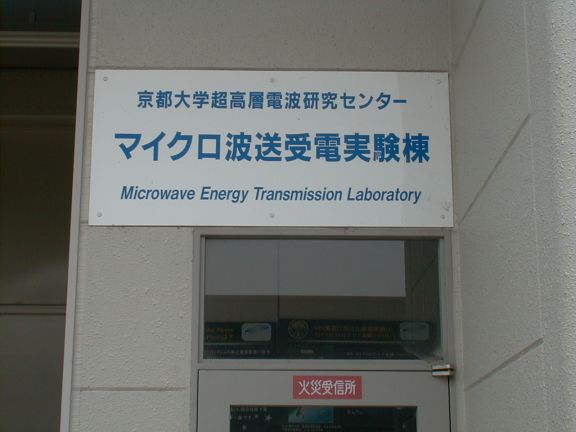 京都大学超高層電波研究センター
マイクロ波送受電実験棟
Microwave Energy Transmission Laboratory
火災受信所